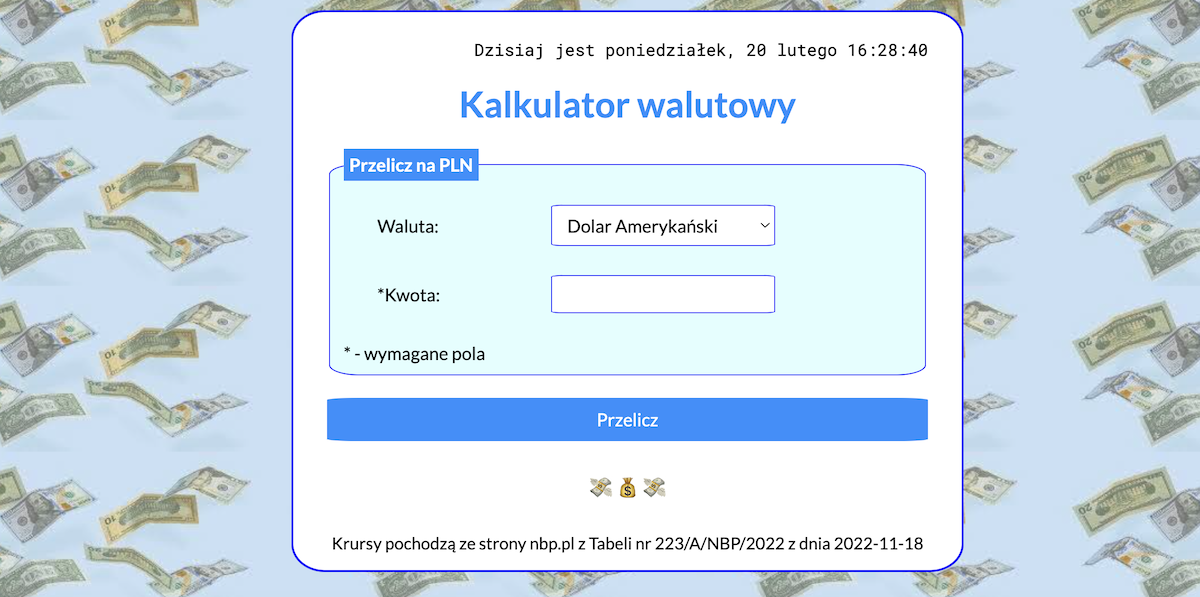 Dzisiaj jest poniedziałek, 20 lutego 16:28:40
Kalkulator walutowy
Przelicz na PLN
Waluta: Dolar Amerykański
*Kwota:
* - wymagane pola
Przelicz
Krursy pochodzą ze strony nbp.pl z Tabeli nr 223/A/NBP/2022 z dnia 2022-11-18